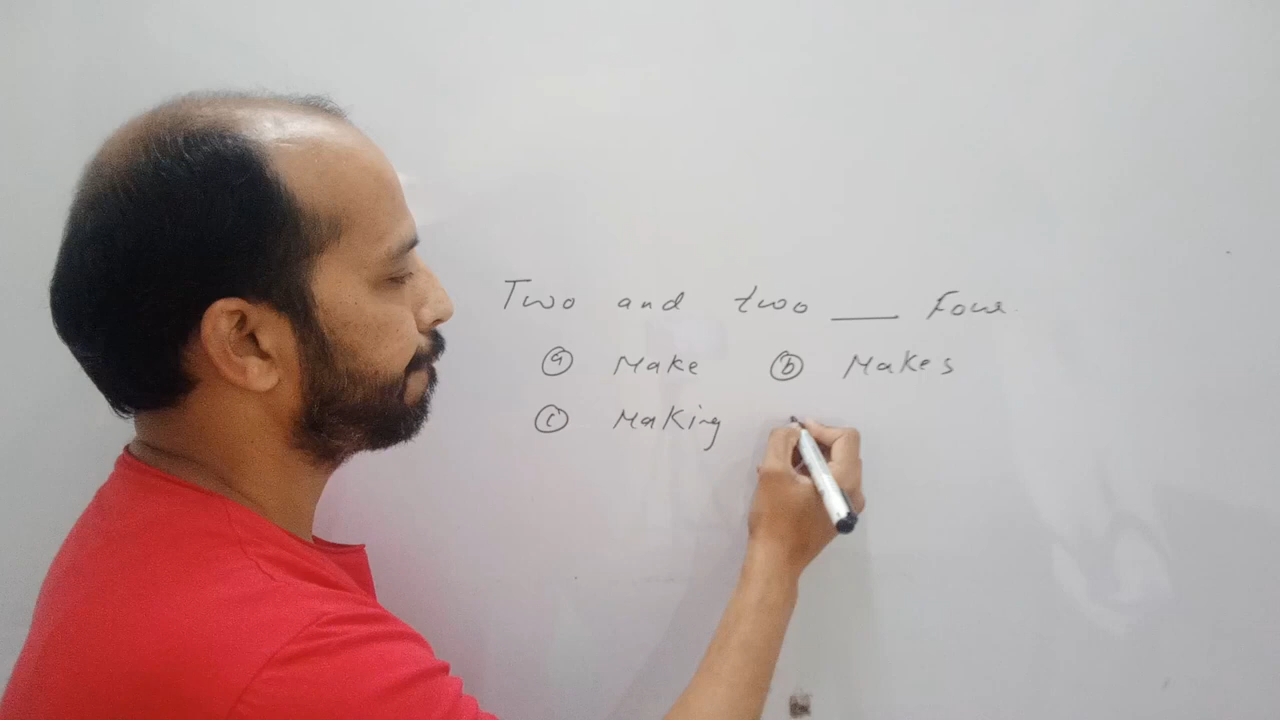 Two and two ___ Four
ⓐ Make ⓑ Makes
ⓒ Making